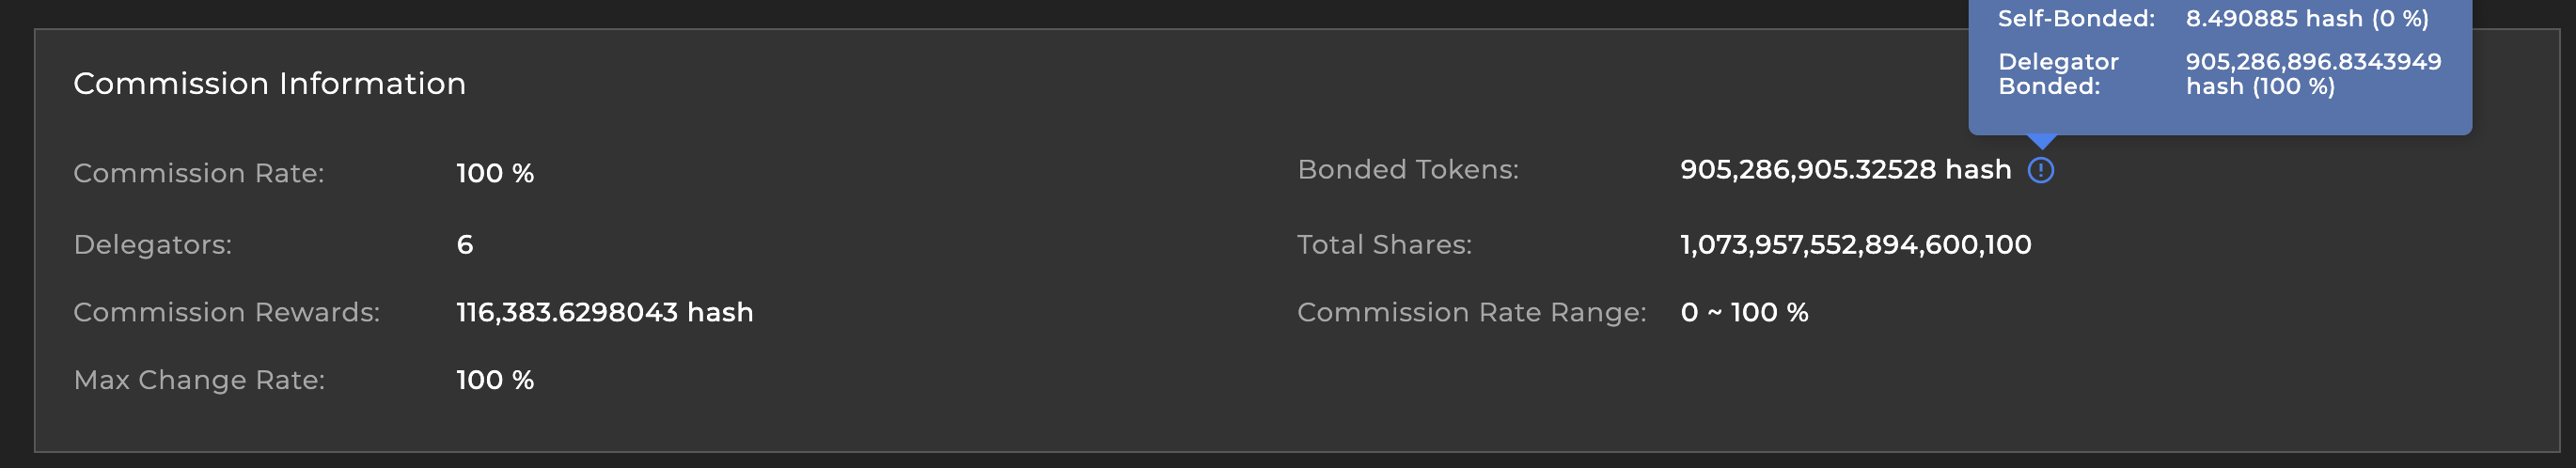 Self-Bonded: 8.490885 hash (0 %)
Delegator Bonded: 905,286,896.8343949 hash (100 %)
Commission Information
Commission Rate: 100 %
Bonded Tokens: 905,286,905.32528 hash
Delegators: 6
Total Shares: 1,073,957,552,894,600,100
Commission Rewards: 116,383.6298043 hash
Commission Rate Range: 0 ~ 100 %
Max Change Rate: 100 %